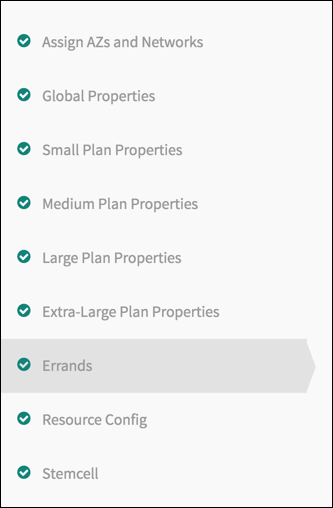 Assign AZs and Networks
Global Properties
Small Plan Properties
Medium Plan Properties
Large Plan Properties
Extra-Large Plan Properties
Errands
Resource Config
Stemcell